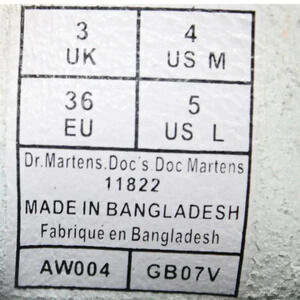 3 4
UK US M
36 5
EU US L
Dr.Martens.Doc's.Doc Martens
11822
MADE IN BANGLADESH
Fabriqué en Bangladesh
AW004 GB07V